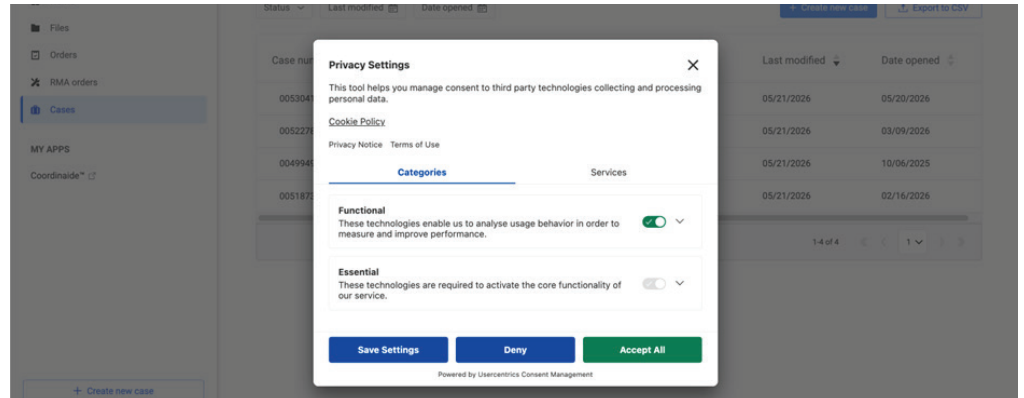 Status
Last modified
Date opened
+ Create new case
Export to CSV
Files
Orders
RMA orders
Cases
MY APPS
Coordinaide™
Case nu
Last modified
Date opened
005304
05/21/2026
05/20/2026
005227
05/21/2026
03/09/2026
004994
05/21/2026
10/06/2025
005187
05/21/2026
02/16/2026
1-4 of 4
1
+ Create new case
Privacy Settings
This tool helps you manage consent to third party technologies collecting and processing
personal data.
Cookie Policy
Privacy Notice Terms of Use
Categories
Services
Functional
These technologies enable us to analyse usage behavior in order to
measure and improve performance.
Essential
These technologies are required to activate the core functionality of
our service.
Save Settings
Deny
Accept All
Powered by Usercentrics Consent Management